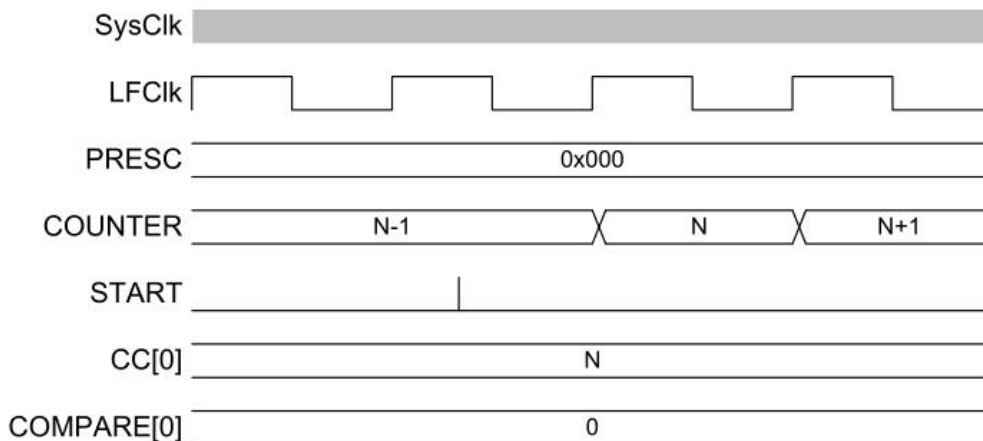 SysClk
LFClk
PRESC 0x000
COUNTER N-1 N N+1
START
CC[0] N
COMPARE[0] 0